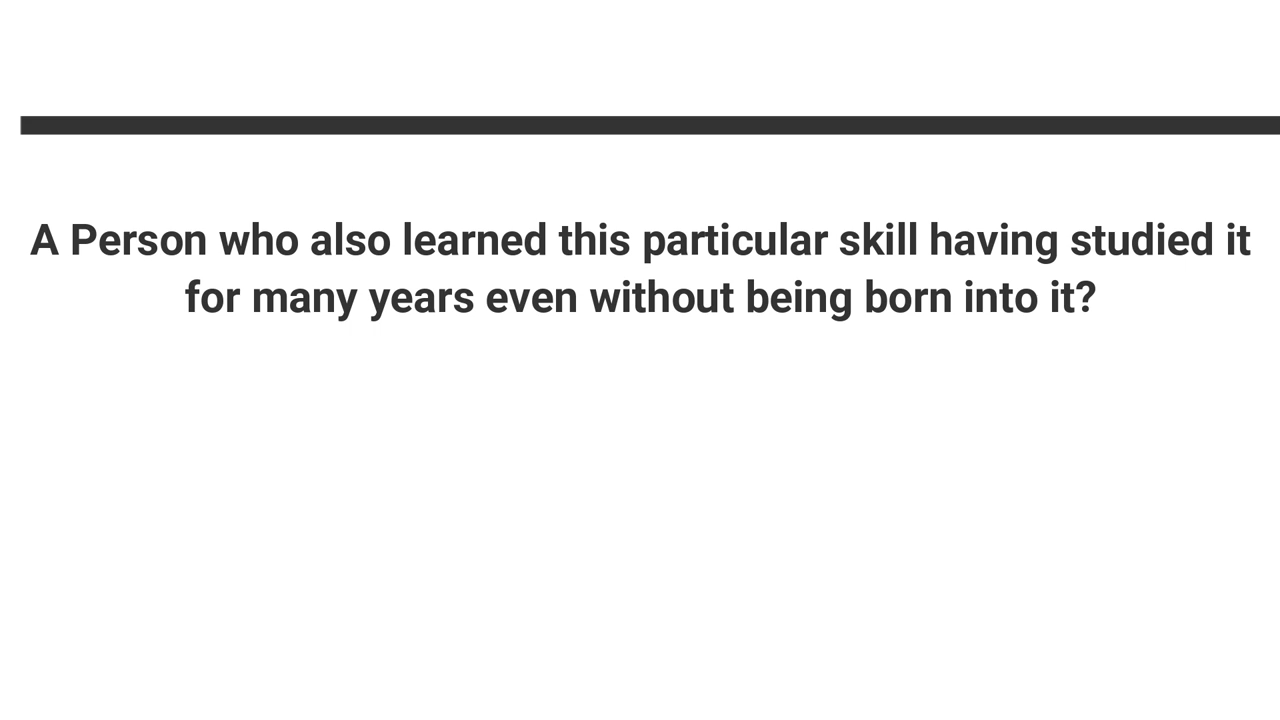 A Person who also learned this particular skill having studied it
for many years even without being born into it?